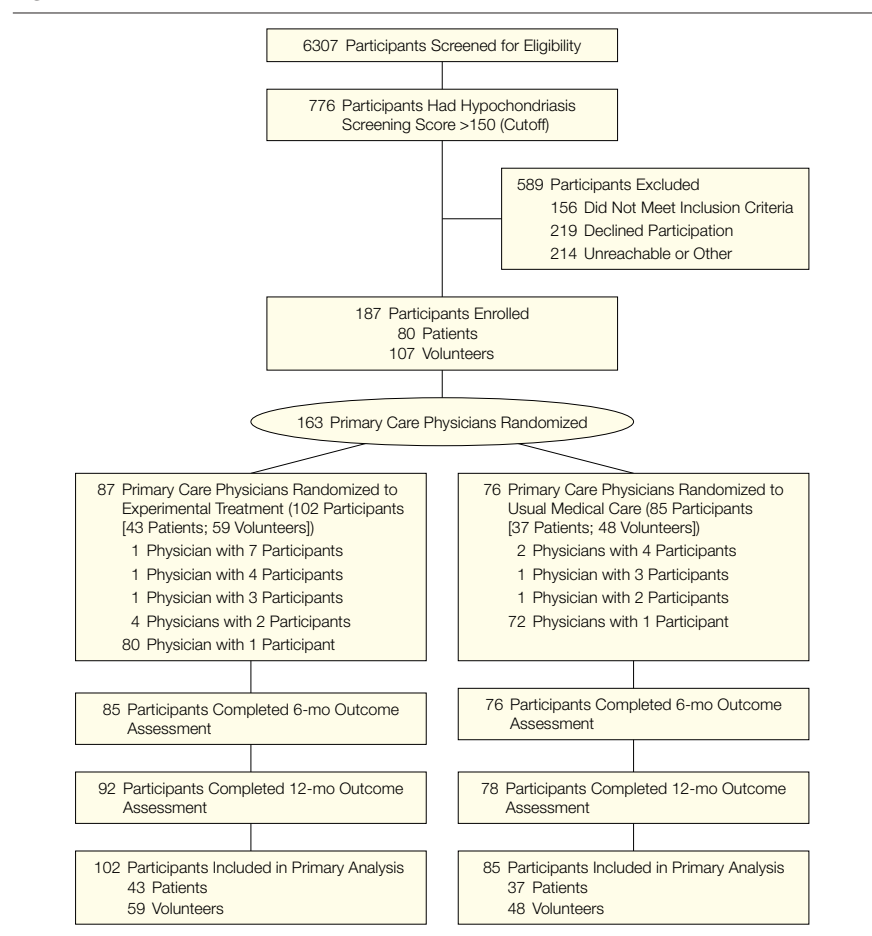 6307 Participants Screened for Eligibility
776 Participants Had Hypochondriasis
Screening Score >150 (Cutoff)
589 Participants Excluded
156 Did Not Meet Inclusion Criteria
219 Declined Participation
214 Unreachable or Other
187 Participants Enrolled
80 Patients
107 Volunteers
163 Primary Care Physicians Randomized
87 Primary Care Physicians Randomized to
Experimental Treatment (102 Participants
[43 Patients; 59 Volunteers])
1 Physician with 7 Participants
1 Physician with 4 Participants
1 Physician with 3 Participants
4 Physicians with 2 Participants
80 Physician with 1 Participant
76 Primary Care Physicians Randomized to
Usual Medical Care (85 Participants
[37 Patients; 48 Volunteers])
2 Physicians with 4 Participants
1 Physician with 3 Participants
1 Physician with 2 Participants
72 Physicians with 1 Participant
85 Participants Completed 6-mo Outcome
Assessment
76 Participants Completed 6-mo Outcome
Assessment
92 Participants Completed 12-mo Outcome
Assessment
78 Participants Completed 12-mo Outcome
Assessment
102 Participants Included in Primary Analysis
43 Patients
59 Volunteers
85 Participants Included in Primary Analysis
37 Patients
48 Volunteers